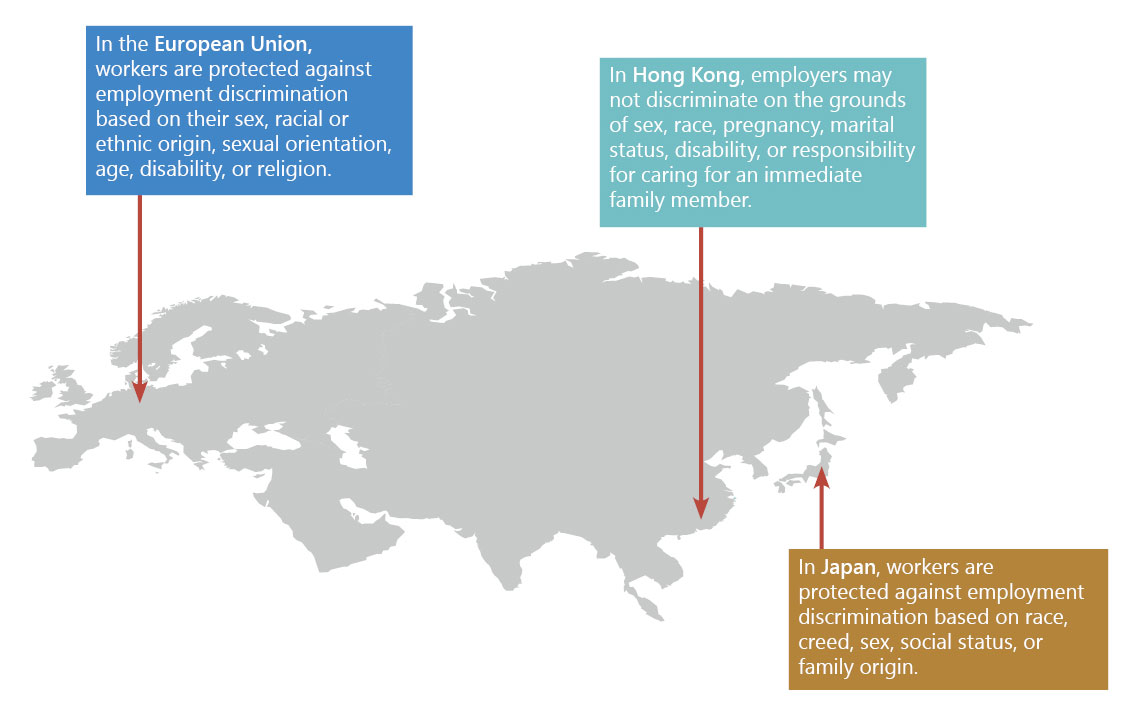 In the European Union,
workers are protected against
employment discrimination
based on their sex, racial or
ethnic origin, sexual orientation,
age, disability, or religion.
In Hong Kong, employers may
not discriminate on the grounds
of sex, race, pregnancy, marital
status, disability, or responsibility
for caring for an immediate
family member.
In Japan, workers are
protected against employment
discrimination based on race,
creed, sex, social status, or
family origin.